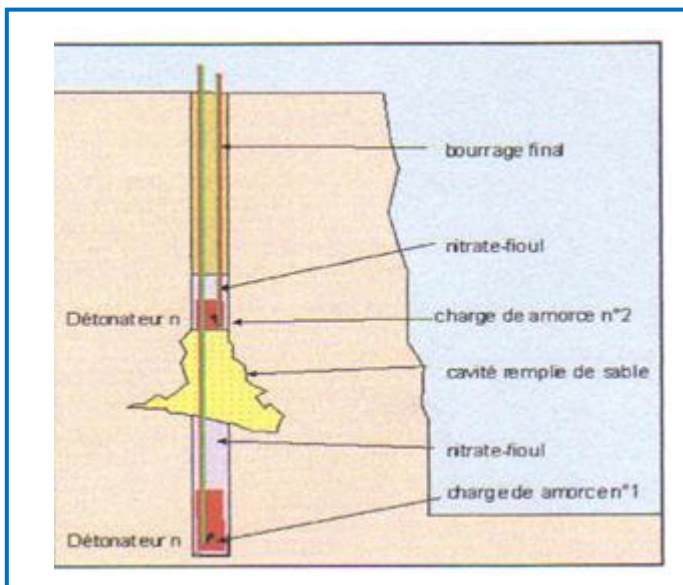 bourrage final
nitrate-fioul
Détonateur n
charge de amorce n°2
cavité remplie de sable
nitrate-fioul
charge de amorce n°1
Détonateur n